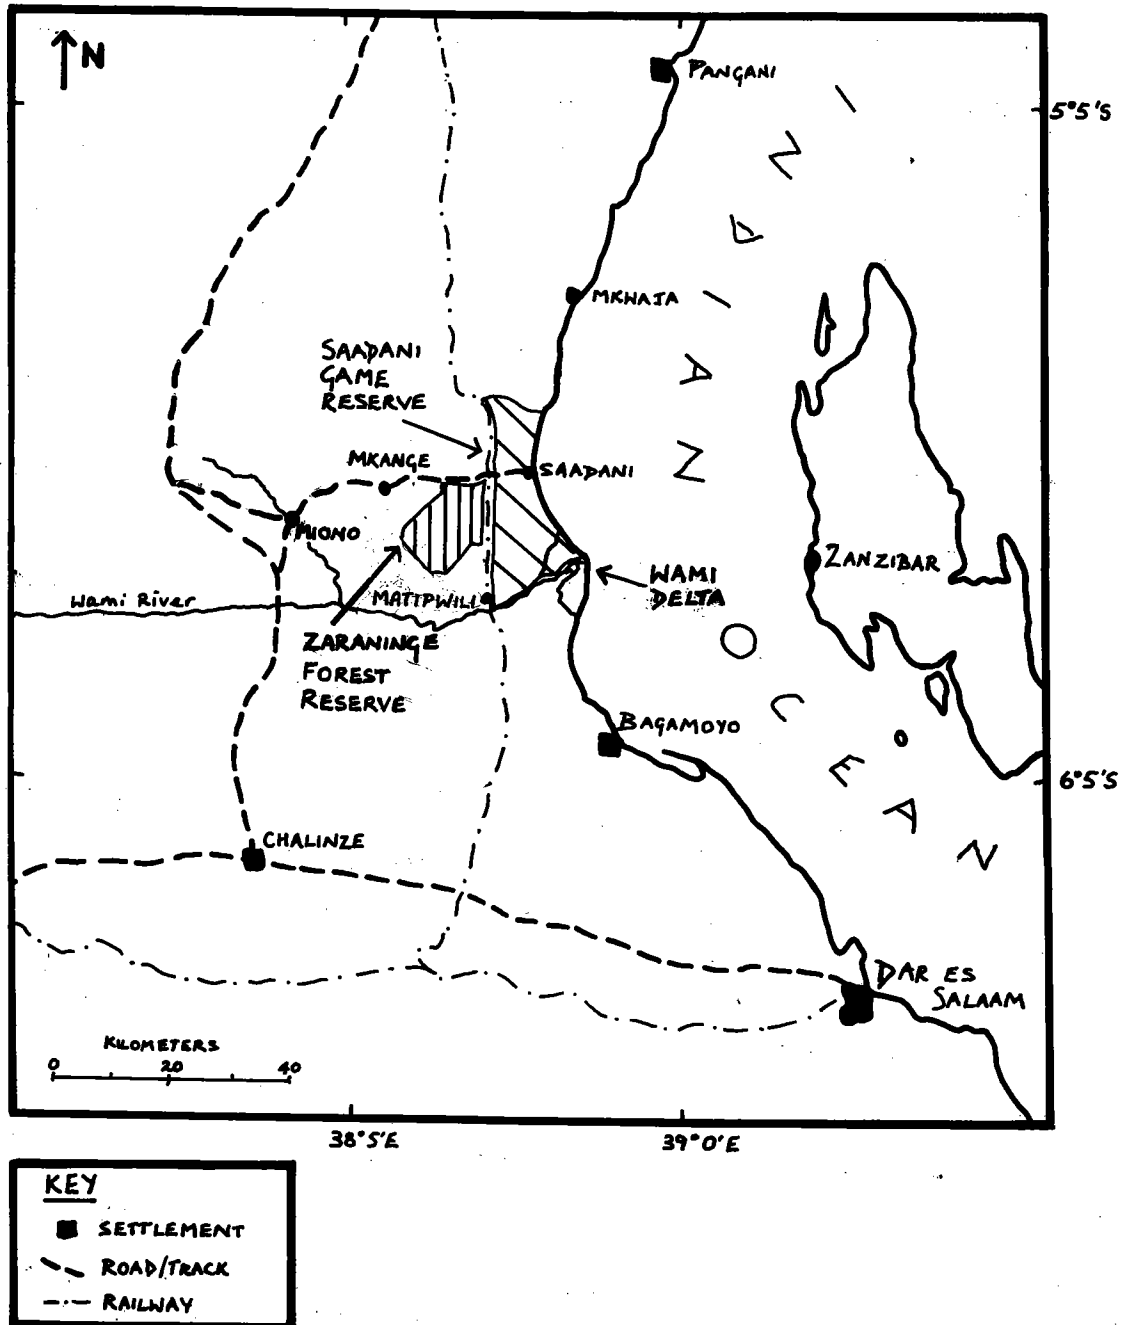 N
PANGANI
5°5'S
INDIAN OCEAN
MKWAJA
SAADANI
GAME
RESERVE
MKANGE
SAADANI
MIONO
ZANZIBAR
WAMI
DELTA
Wami River
MATIPWILI
ZARANINGE
FOREST
RESERVE
BAGAMOYO
6°5'S
CHALINZE
DAR ES
SALAAM
KILOMETERS
0 20 40
38°5'E
39°0'E
KEY
SETTLEMENT
ROAD/TRACK
RAILWAY